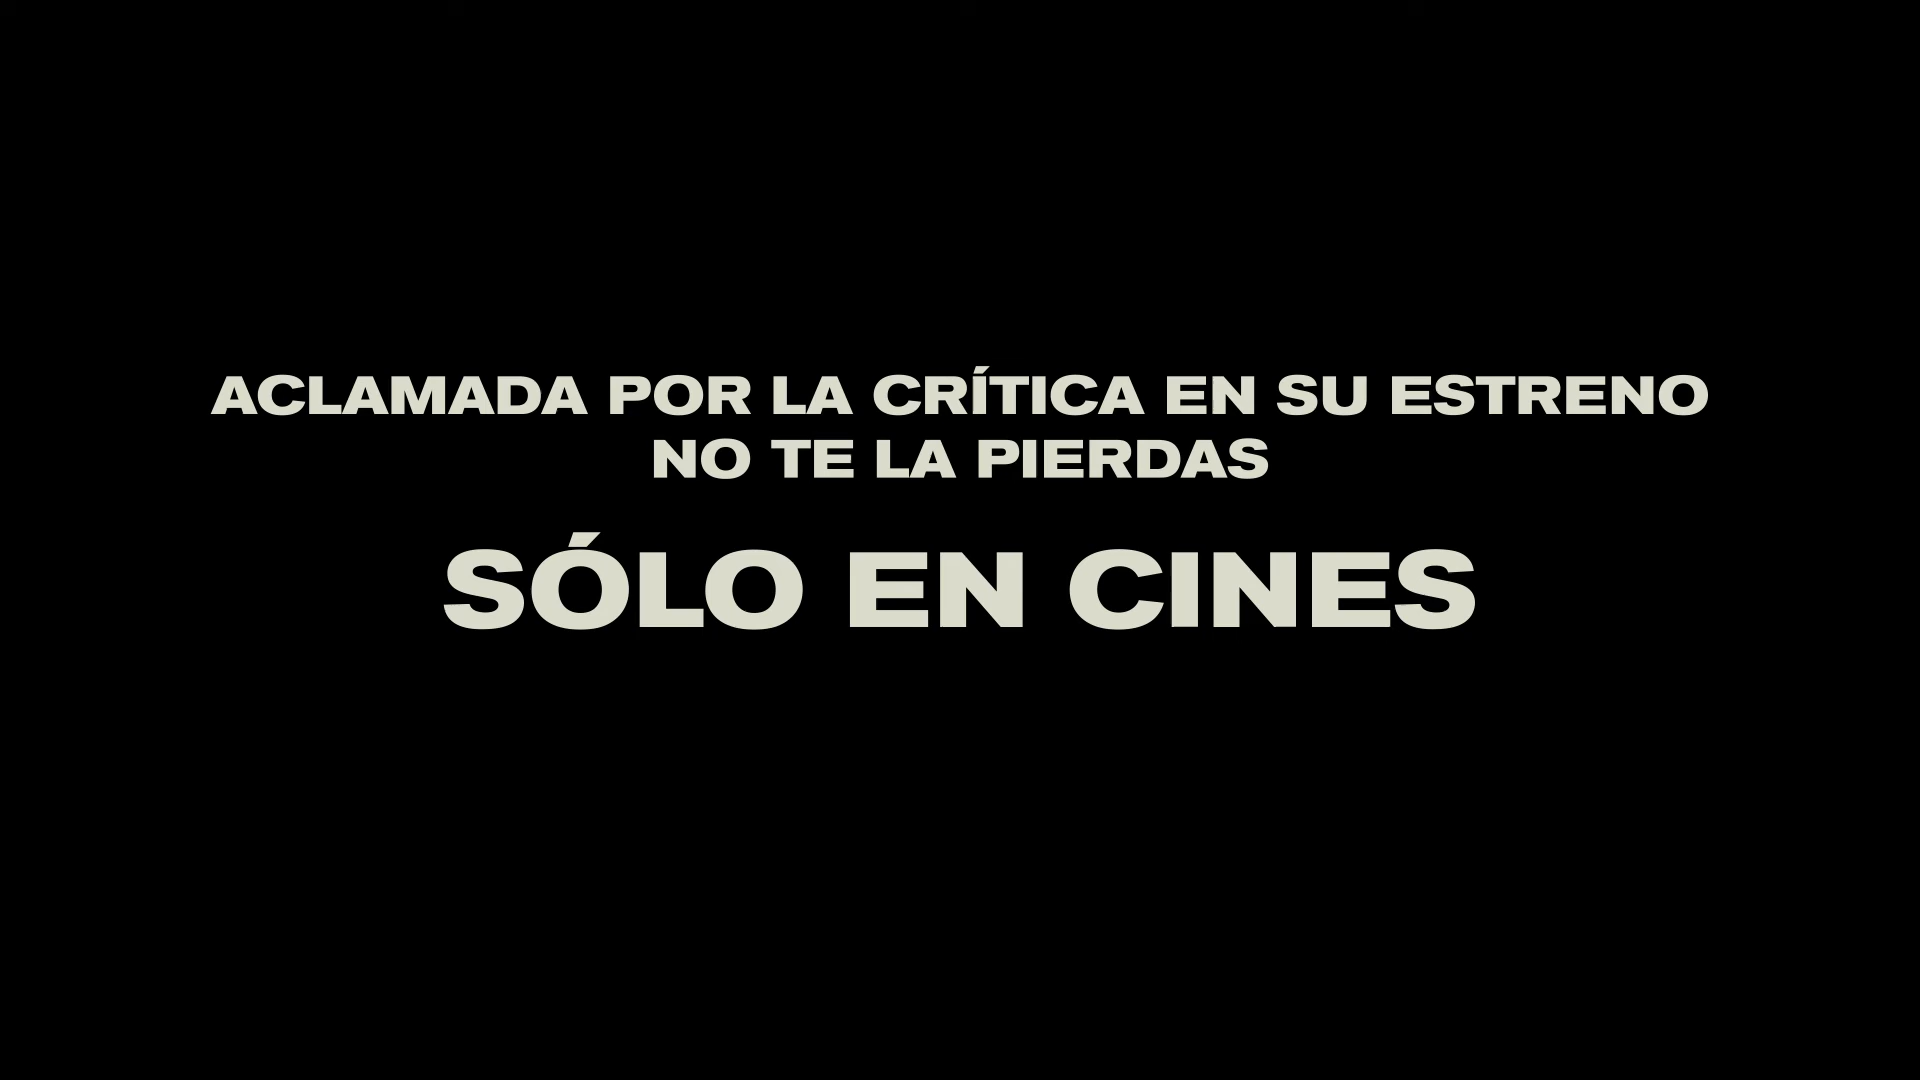 ACLAMADA POR LA CRÍTICA EN SU ESTRENO
NO TE LA PIERDAS
SÓLO EN CINES